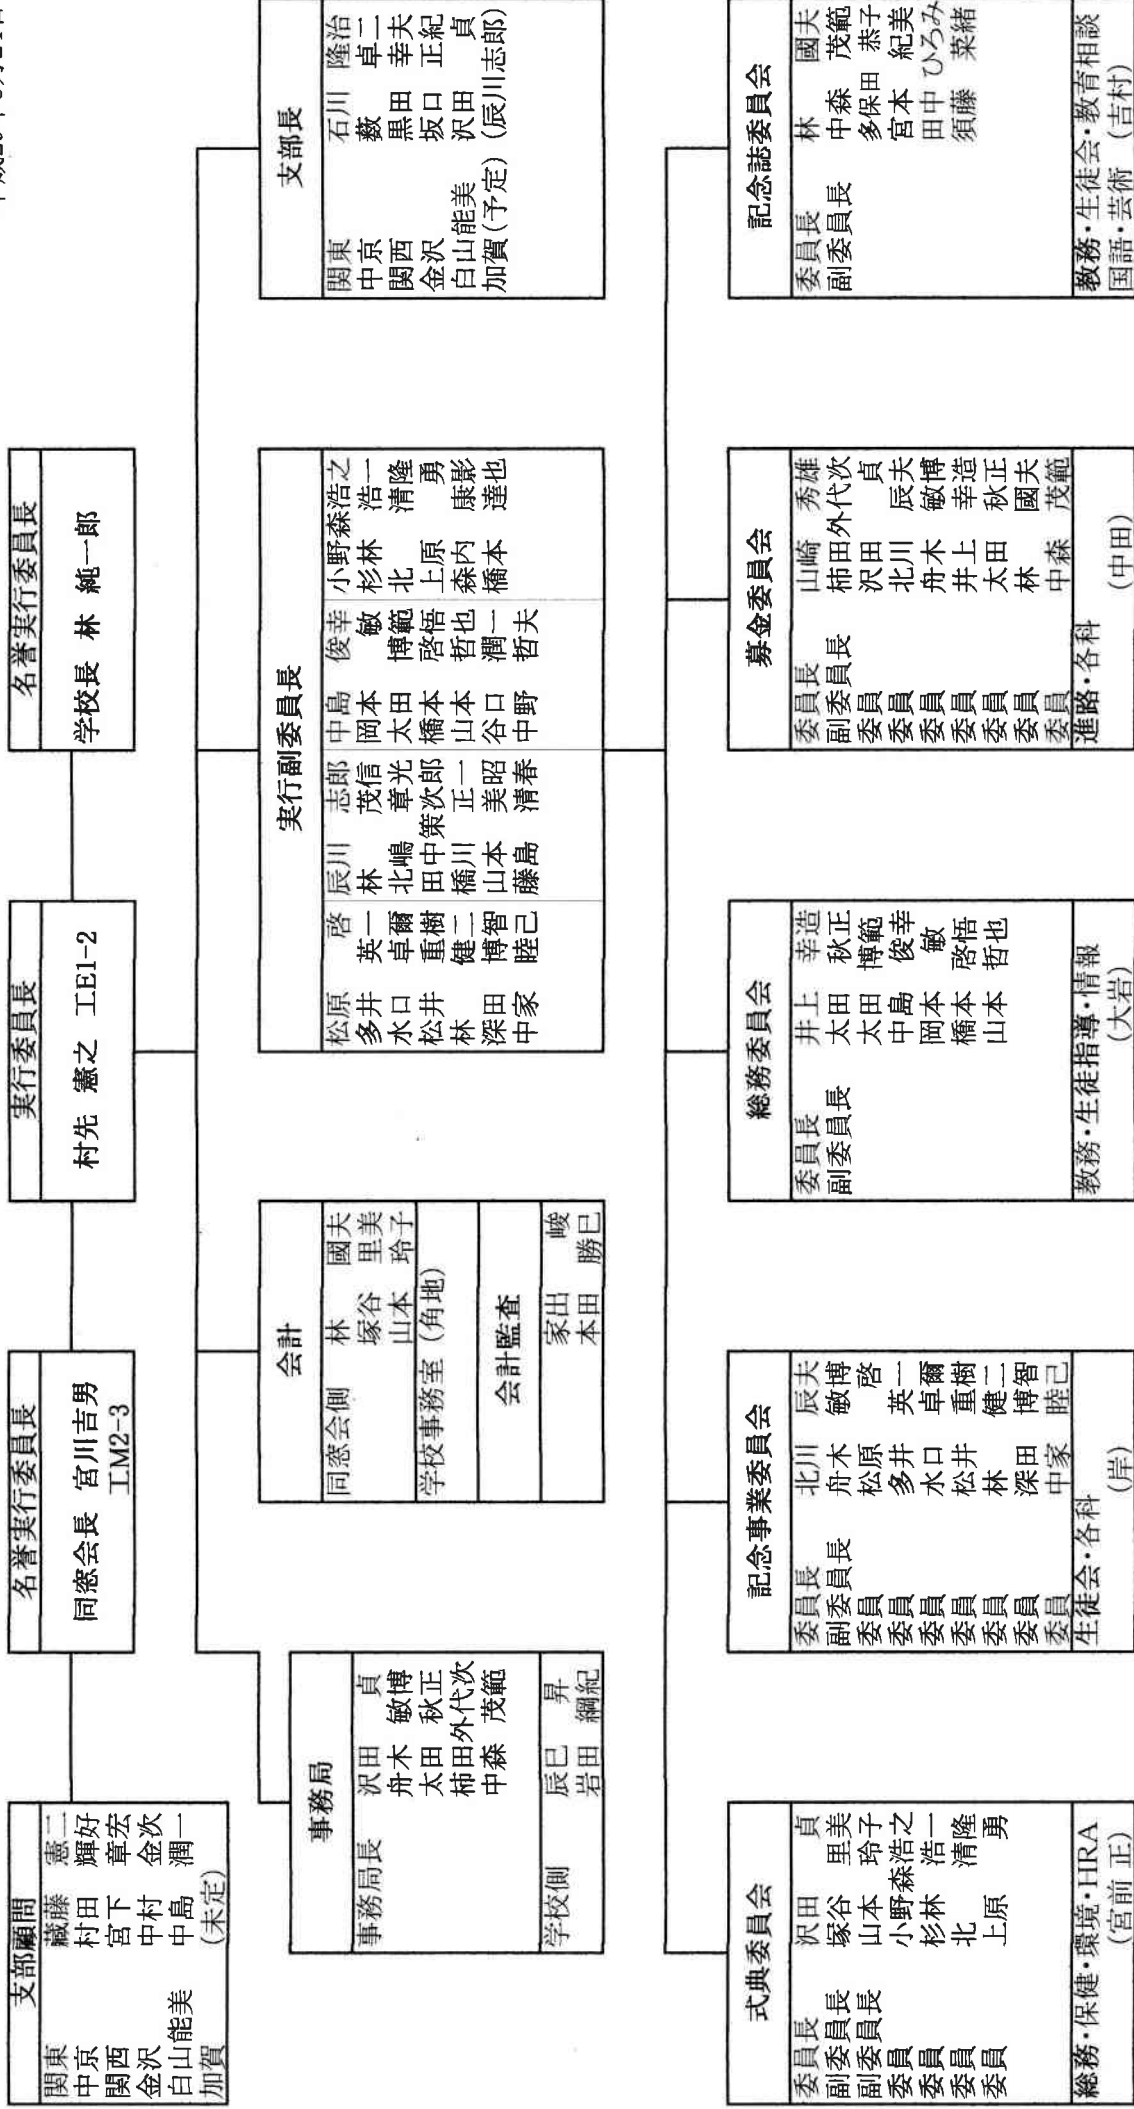 支部顧問
関東 蔵藤 憲二
中京 村田 輝好
関西 宮下 章宏
金沢 中村 金次
白山能美 中島 潤一
加賀 (未定)
名誉実行委員長
同窓会長 宮川吉男
工M2-3
実行委員長
村先 憲之 工E1-2
名誉実行委員長
学校長 林 純一郎
事務局
事務局長 沢田 貞
舟木 敏博
太田 秋正
柿田外代次
中森 茂範
学校側 辰巳 昇
岩田 綱紀
会計
同窓会側 林 國夫
塚谷 里美
山本 玲子
学校事務室 (角地)
会計監査
家出 峻
本田 勝巳
実行副委員長
松原 啓 辰川 志郎 中島 俊幸 小野森浩之
多井 英一 林 茂信 岡本 敏 杉林 浩一
水口 卓爾 北嶋 章光 太田 博範 北 清隆
松井 重樹 田中策次郎 橋本 啓悟 上原 勇
林 健二 橋川 正一 山本 哲也 森内 康影
深田 博智 山本 美昭 谷口 潤一 橋本 達也
中家 睦己 藤島 清春 中野 哲夫
支部長
関東 石川 隆治
中京 薮 卓二
関西 黒田 幸夫
金沢 坂口 正紀
白山能美 沢田 貞
加賀(予定) (辰川志郎)
式典委員会
委員長 沢田 貞
副委員長 塚谷 里美
副委員長 山本 玲子
委員 小野森浩之
委員 杉林 浩一
委員 北 清隆
委員 上原 勇
総務・保健・環境・HRA
(宮前 正)
記念事業委員会
委員長 北川 辰夫
副委員長 舟木 敏博
委員 松原 啓
委員 多井 英一
委員 水口 卓爾
委員 松井 重樹
委員 林 健二
委員 深田 博智
委員 中家 睦己
生徒会・各科
(岸)
総務委員会
委員長 井上 幸造
副委員長 太田 秋正
太田 博範
中島 俊幸
岡本 敏
橋本 啓悟
山本 哲也
教務・生徒指導・情報
(大岩)
募金委員会
委員長 山崎 秀雄
副委員長 柿田外代次
委員 沢田 貞
委員 北川 辰夫
委員 舟木 敏博
委員 井上 幸造
委員 太田 秋正
委員 林 國夫
委員 中森 茂範
進路・各科
(中田)
記念誌委員会
委員長 林 國夫
副委員長 中森 茂範
多保田 恭子
宮本 紀美
田中 ひろみ
須藤 菜緒
教務・生徒会・教育相談
国語・芸術 (吉村)